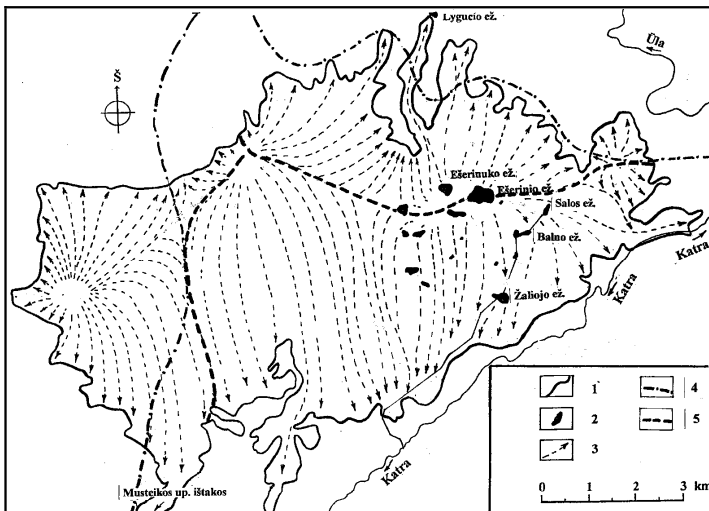 Lygučio ež.
Ūla
Š
Ešerinuko ež.
Ešerinio ež.
Salos ež.
Balno ež.
Katra
Katra
Žaliojo ež.
Katra
Musteikos up. ištakos
1
2
3
4
5
0 1 2 3 km